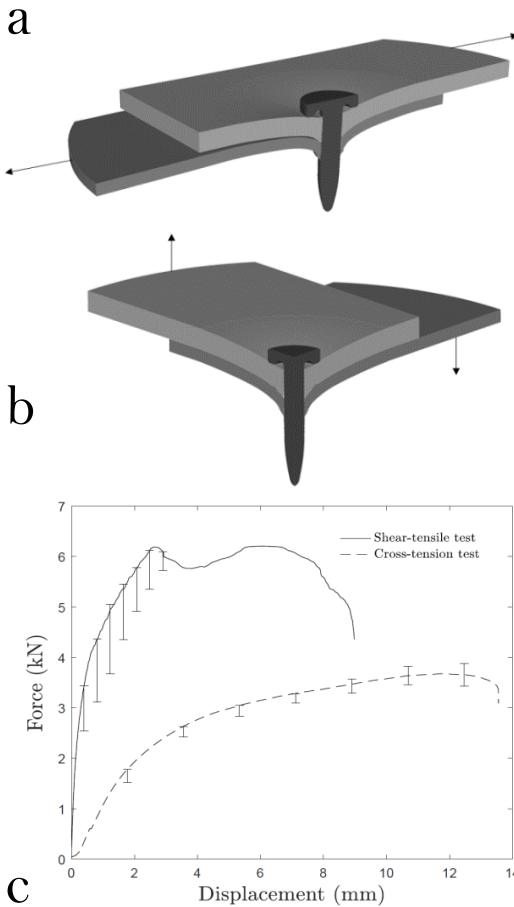 a
b
7
6
5
4
3
2
1
0
Force (kN)
Shear-tensile test
Cross-tension test
0 2 4 6 8 10 12 14
Displacement (mm)
c